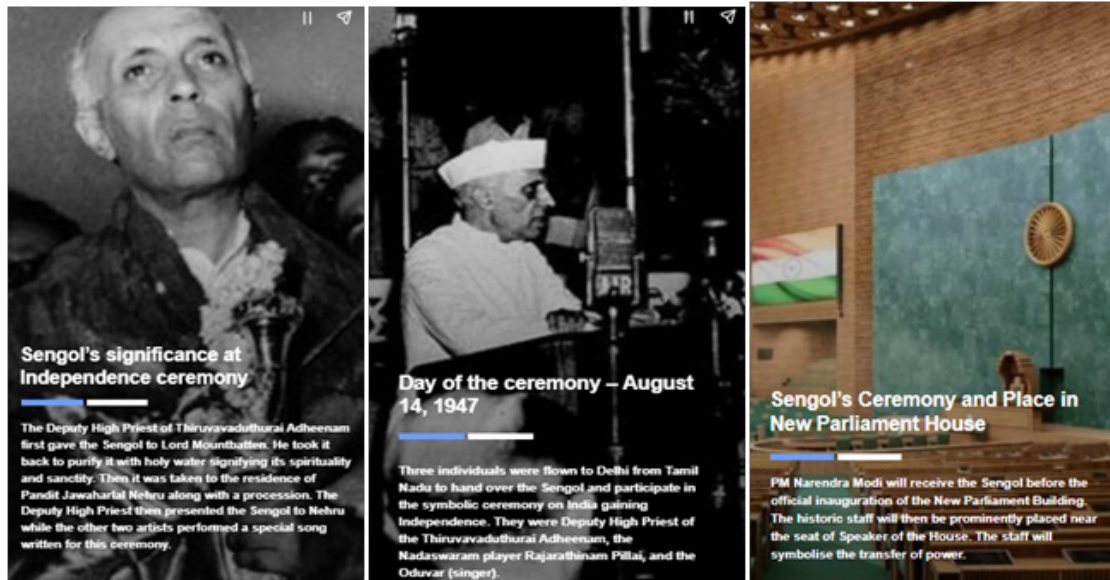 Sengol's significance at
Independence ceremony
The Deputy High Priest of Thiruvavaduthurai Adheenam
first gave the Sengol to Lord Mountbatten. He took it
back to purify it with holy water signifying its spirituality
and sanctity. Then it was taken to the residence of
Pandit Jawaharlal Nehru along with a procession. The
Deputy High Priest then presented the Sengol to Nehru
while the other two artists performed a special song
written for this ceremony.
AIR
Day of the ceremony – August
14, 1947
Three individuals were flown to Delhi from Tamil
Nadu to hand over the Sengol and participate in
the symbolic ceremony on India gaining
Independence. They were Deputy High Priest of
the Thiruvavaduthurai Adheenam, the
Nadaswaram player Rajarathinam Pillai, and the
Oduvar (singer).
Sengol's Ceremony and Place in
New Parliament House
PM Narendra Modi will receive the Sengol before the
official inauguration of the New Parliament Building.
The historic staff will then be prominently placed near
the seat of Speaker of the House. The staff will
symbolise the transfer of power.